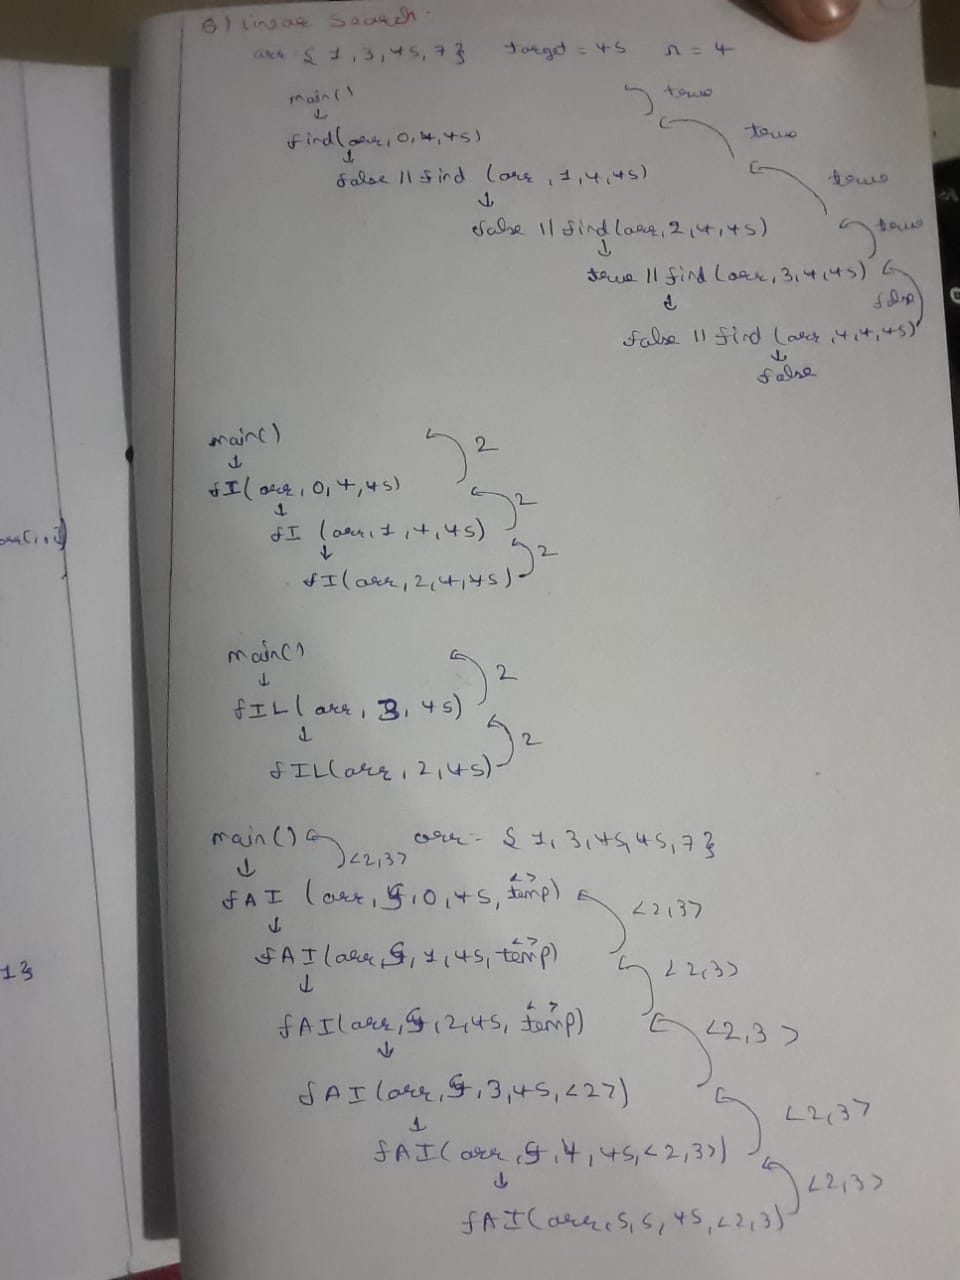 6) Linear Search.
arr = { 1, 3, 45, 7 } target = 45 n = 4
main()
↓
find(arr, 0, 4, 45)
true
↓
false || find (arr, 1, 4, 45)
true
↓
false || find(arr, 2, 4, 45)
true
↓
true || find (arr, 3, 4, 45)
true
↓
false
false || find (arr, 4, 4, 45)
↓
false
main()
2
↓
fI( arr, 0, 4, 45)
2
↓
fI (arr, 1, 4, 45)
2
↓
fI(arr, 2, 4, 45)
main()
2
↓
fIL( arr, 3, 45)
2
↓
fIL(arr, 2, 45)
main() <2,3> arr = { 1, 3, 45, 45, 7 }
↓
< >
fAI (arr, 5, 0, 45, temp)
<2,3>
↓
< >
fAI(arr, 5, 1, 45, temp)
<2,3>
↓
< >
fAI(arr, 5, 2, 45, temp)
<2,3>
↓
fAI(arr, 5, 3, 45, <2>)
<2,3>
↓
fAI( arr, 5, 4, 45, <2,3>)
<2,3>
↓
fAI(arr, 5, 5, 45, <2,3)
13